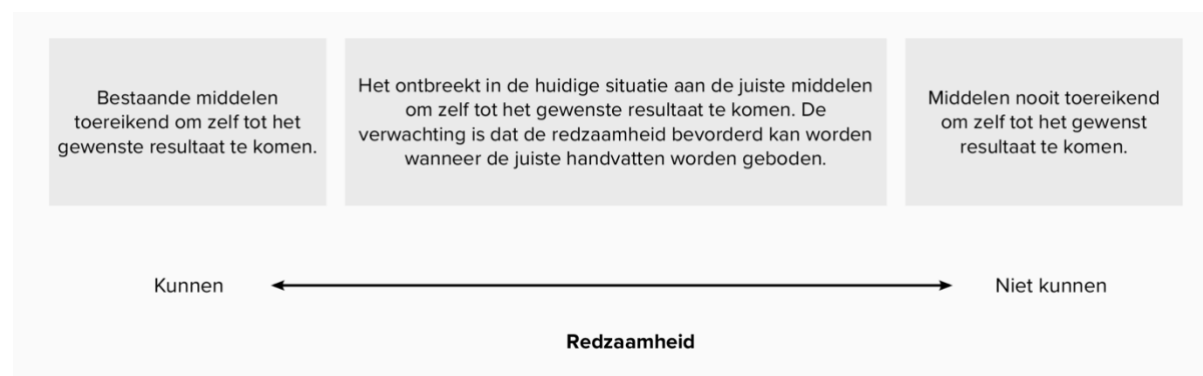 Bestaande middelen
toereikend om zelf tot het
gewenste resultaat te komen.
Het ontbreekt in de huidige situatie aan de juiste middelen
om zelf tot het gewenste resultaat te komen. De
verwachting is dat de redzaamheid bevorderd kan worden
wanneer de juiste handvatten worden geboden.
Middelen nooit toereikend
om zelf tot het gewenst
resultaat te komen.
Kunnen
Niet kunnen
Redzaamheid